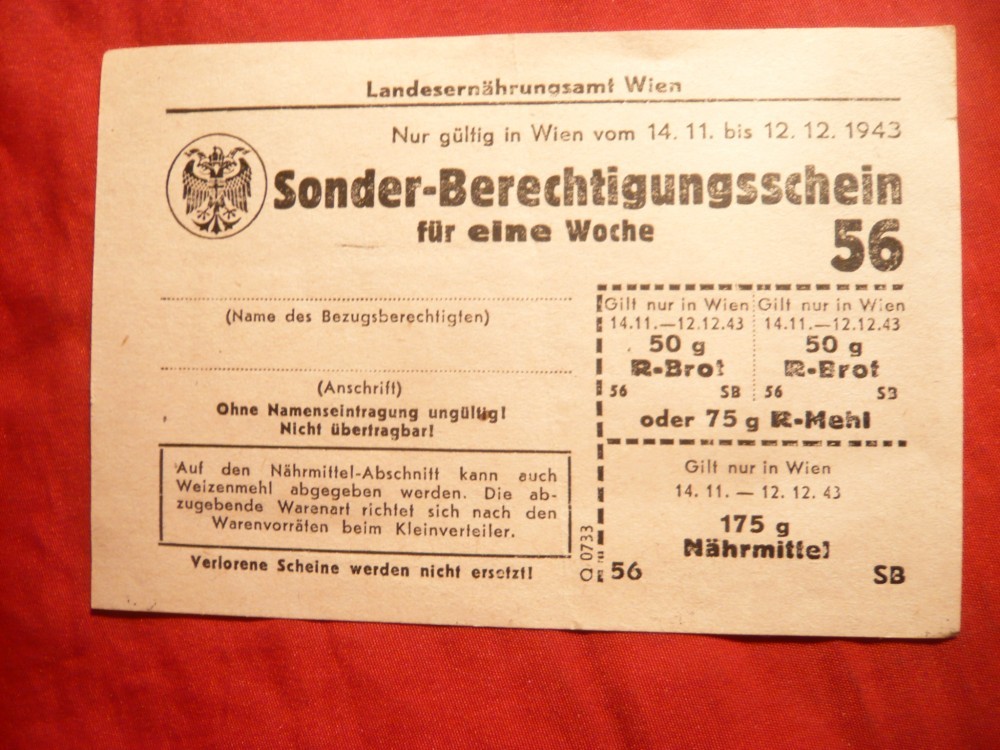 Landesernährungsamt Wien
Nur gültig in Wien vom 14. 11. bis 12. 12. 1943
Sonder-Berechtigungsschein
für eine Woche
56
(Name des Bezugsberechtigten)
(Anschrift)
Ohne Namenseintragung ungültig!
Nicht übertragbar!
Auf den Nährmittel-Abschnitt kann auch
Weizenmehl abgegeben werden. Die ab-
zugebende Warenart richtet sich nach den
Warenvorräten beim Kleinverteiler.
Verlorene Scheine werden nicht ersetzt!
Q 0733
Gilt nur in Wien Gilt nur in Wien
14.11.—12.12.43 14.11.—12.12.43
50 g 50 g
R-Brot R-Brot
56 SB 56 SB
oder 75 g R-Mehl
Gilt nur in Wien
14. 11. — 12. 12. 43
175 g
Nährmittel
56 SB